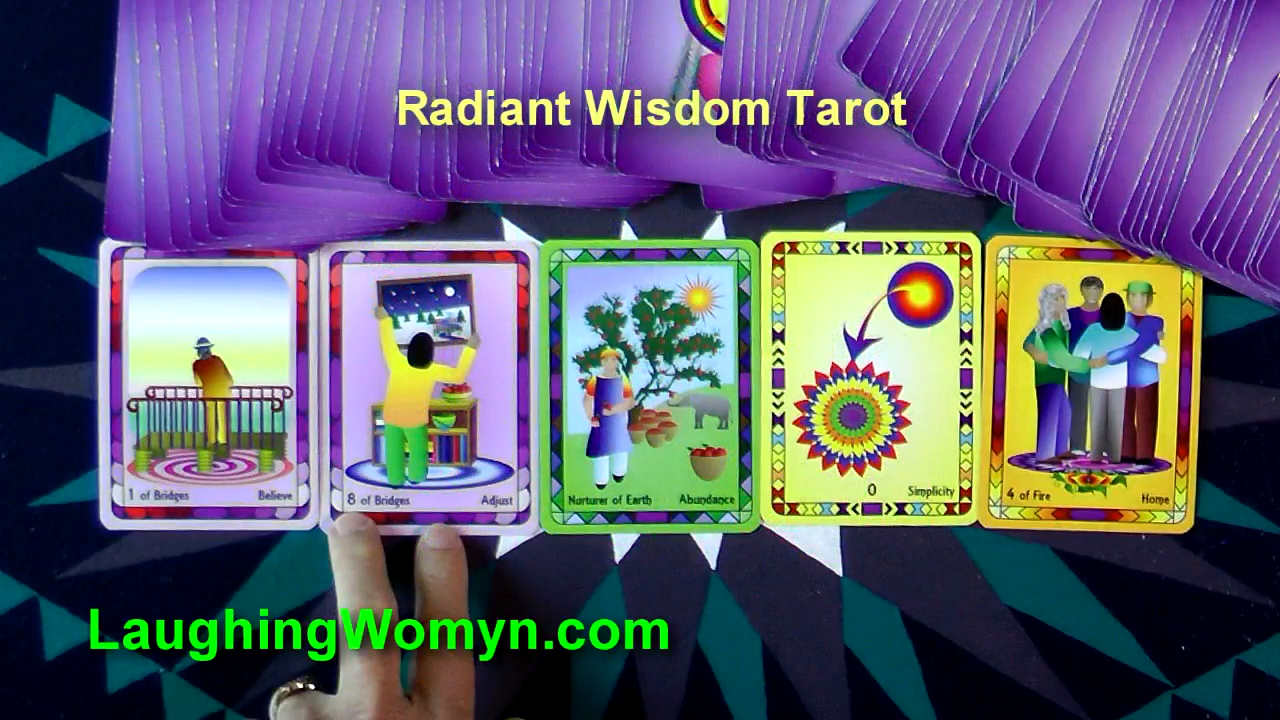 Radiant Wisdom Tarot
1 of Bridges Believe
8 of Bridges Adjust
Nurturer of Earth Abundance
0 Simplicity
4 of Fire Home
LaughingWomyn.com